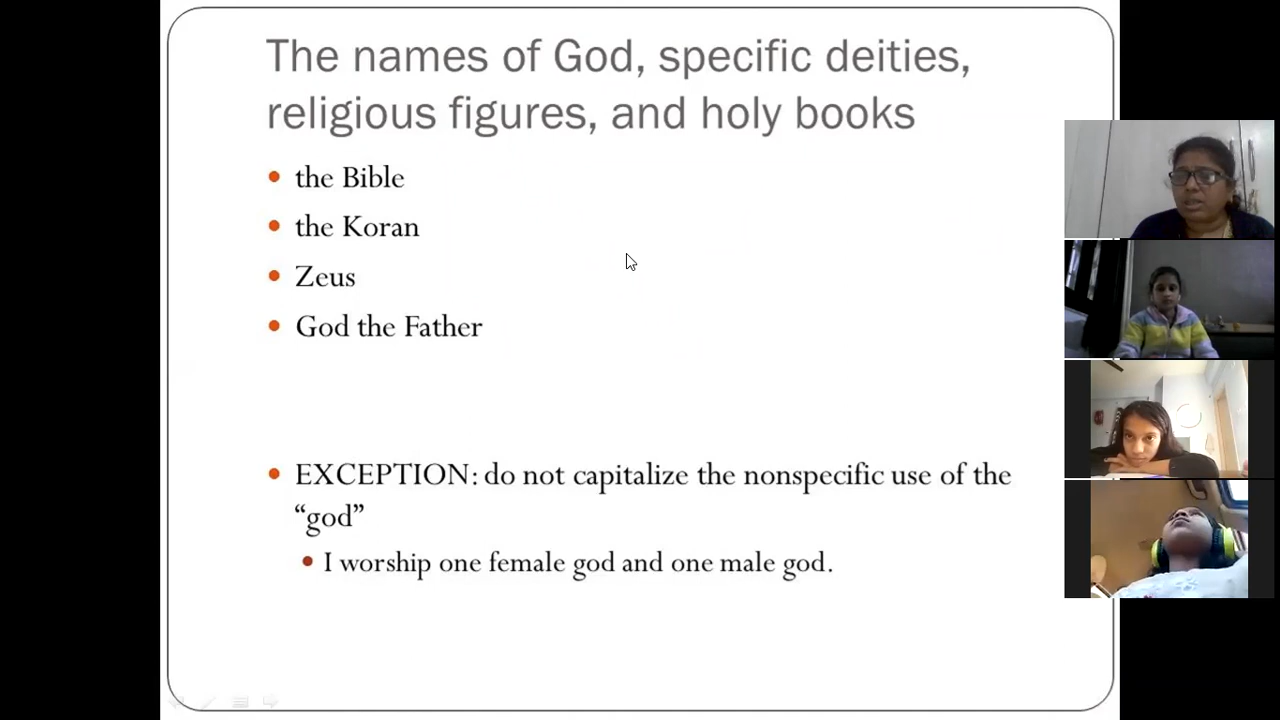 The names of God, specific deities,
religious figures, and holy books
the Bible
the Koran
Zeus
God the Father
EXCEPTION: do not capitalize the nonspecific use of the
“god”
I worship one female god and one male god.